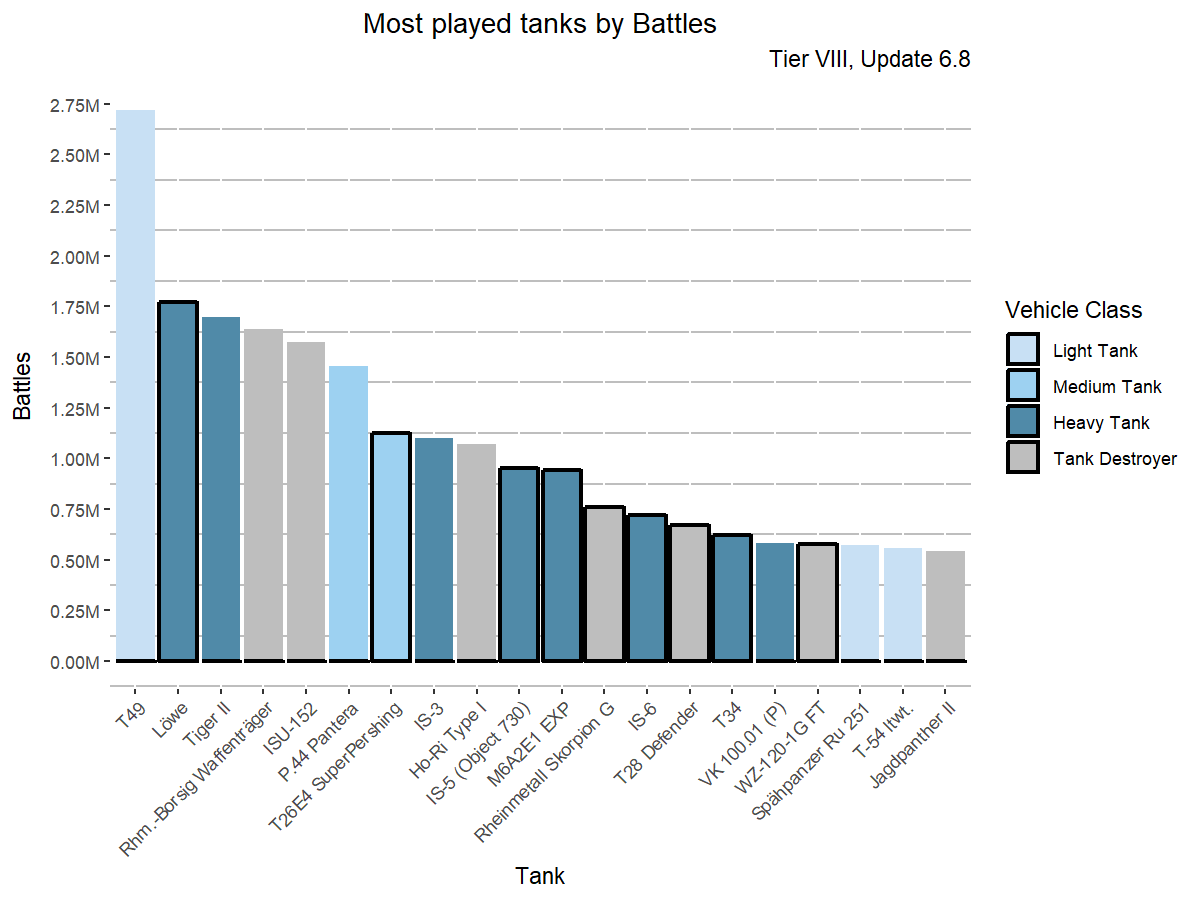 Most played tanks by Battles
Tier VIII, Update 6.8
2.75M
2.50M
2.25M
2.00M
1.75M
1.50M
1.25M
1.00M
0.75M
0.50M
0.25M
0.00M
Battles
T49
Löwe
Tiger II
Rhm.-Borsig Waffenträger
ISU-152
P.44 Pantera
T26E4 SuperPershing
IS-3
Ho-Ri Type I
IS-5 (Object 730)
M6A2E1 EXP
Rheinmetall Skorpion G
IS-6
T28 Defender
T34
VK 100.01 (P)
WZ-120-1G FT
Spähpanzer Ru 251
T-54 ltwt.
Jagdpanther II
Tank
Vehicle Class
Light Tank
Medium Tank
Heavy Tank
Tank Destroyer